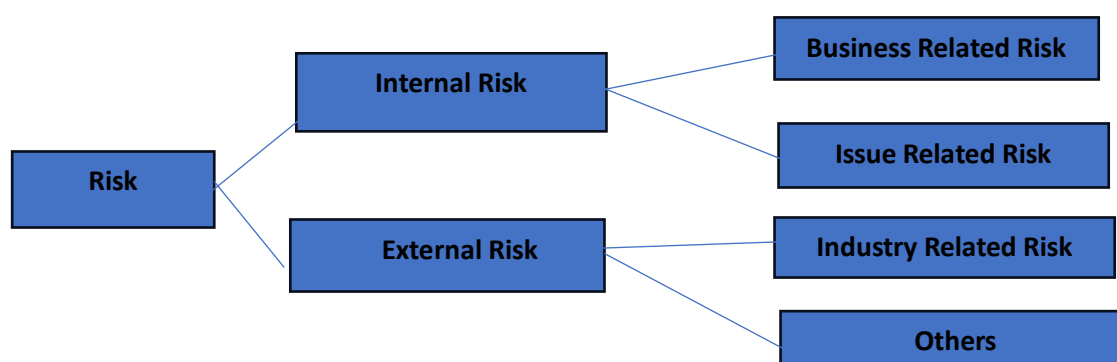 Business Related Risk
Internal Risk
Issue Related Risk
Risk
Industry Related Risk
External Risk
Others